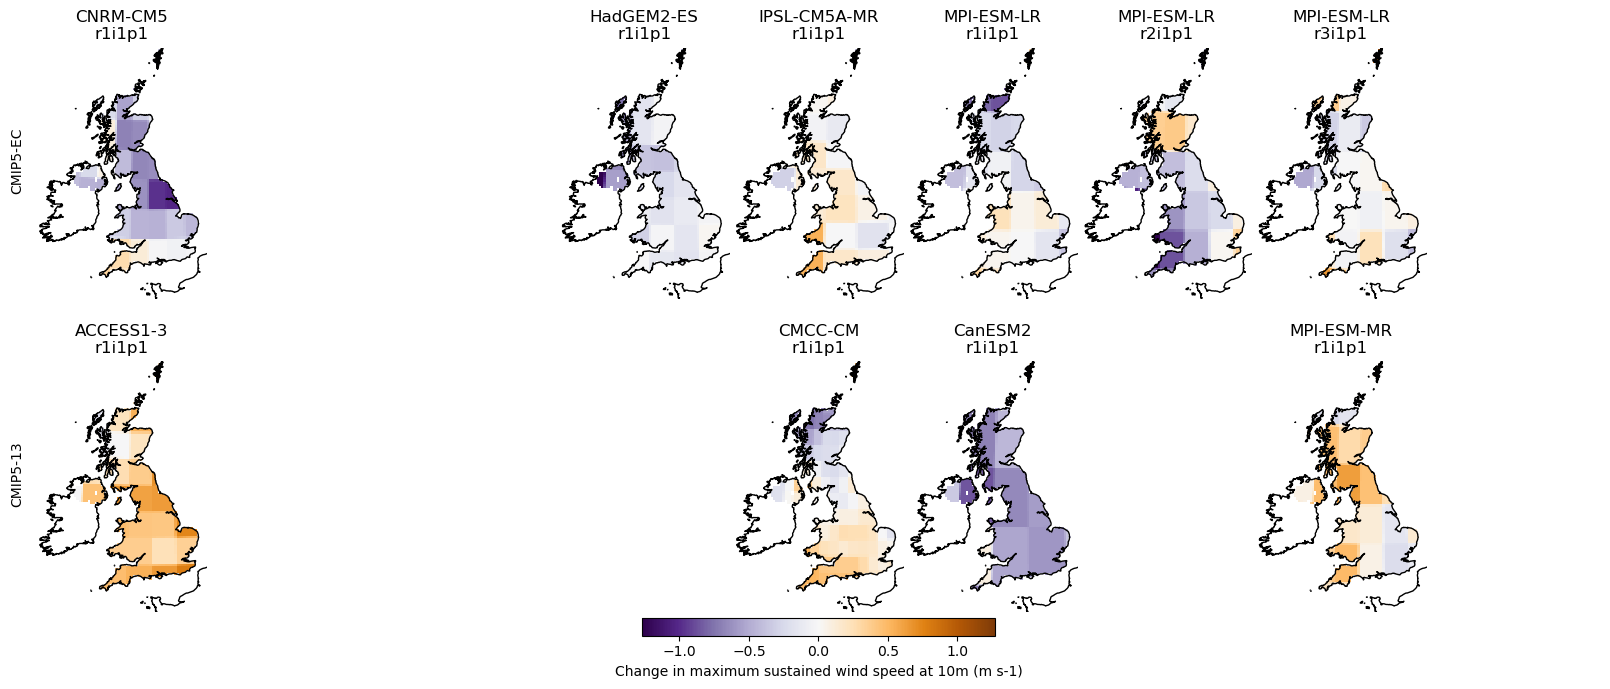 CNRM-CM5
r1i1p1
HadGEM2-ES
r1i1p1
IPSL-CM5A-MR
r1i1p1
MPI-ESM-LR
r1i1p1
MPI-ESM-LR
r2i1p1
MPI-ESM-LR
r3i1p1
CMIP5-EC
ACCESS1-3
r1i1p1
CMCC-CM
r1i1p1
CanESM2
r1i1p1
MPI-ESM-MR
r1i1p1
CMIP5-13
−1.0 −0.5 0.0 0.5 1.0
Change in maximum sustained wind speed at 10m (m s-1)